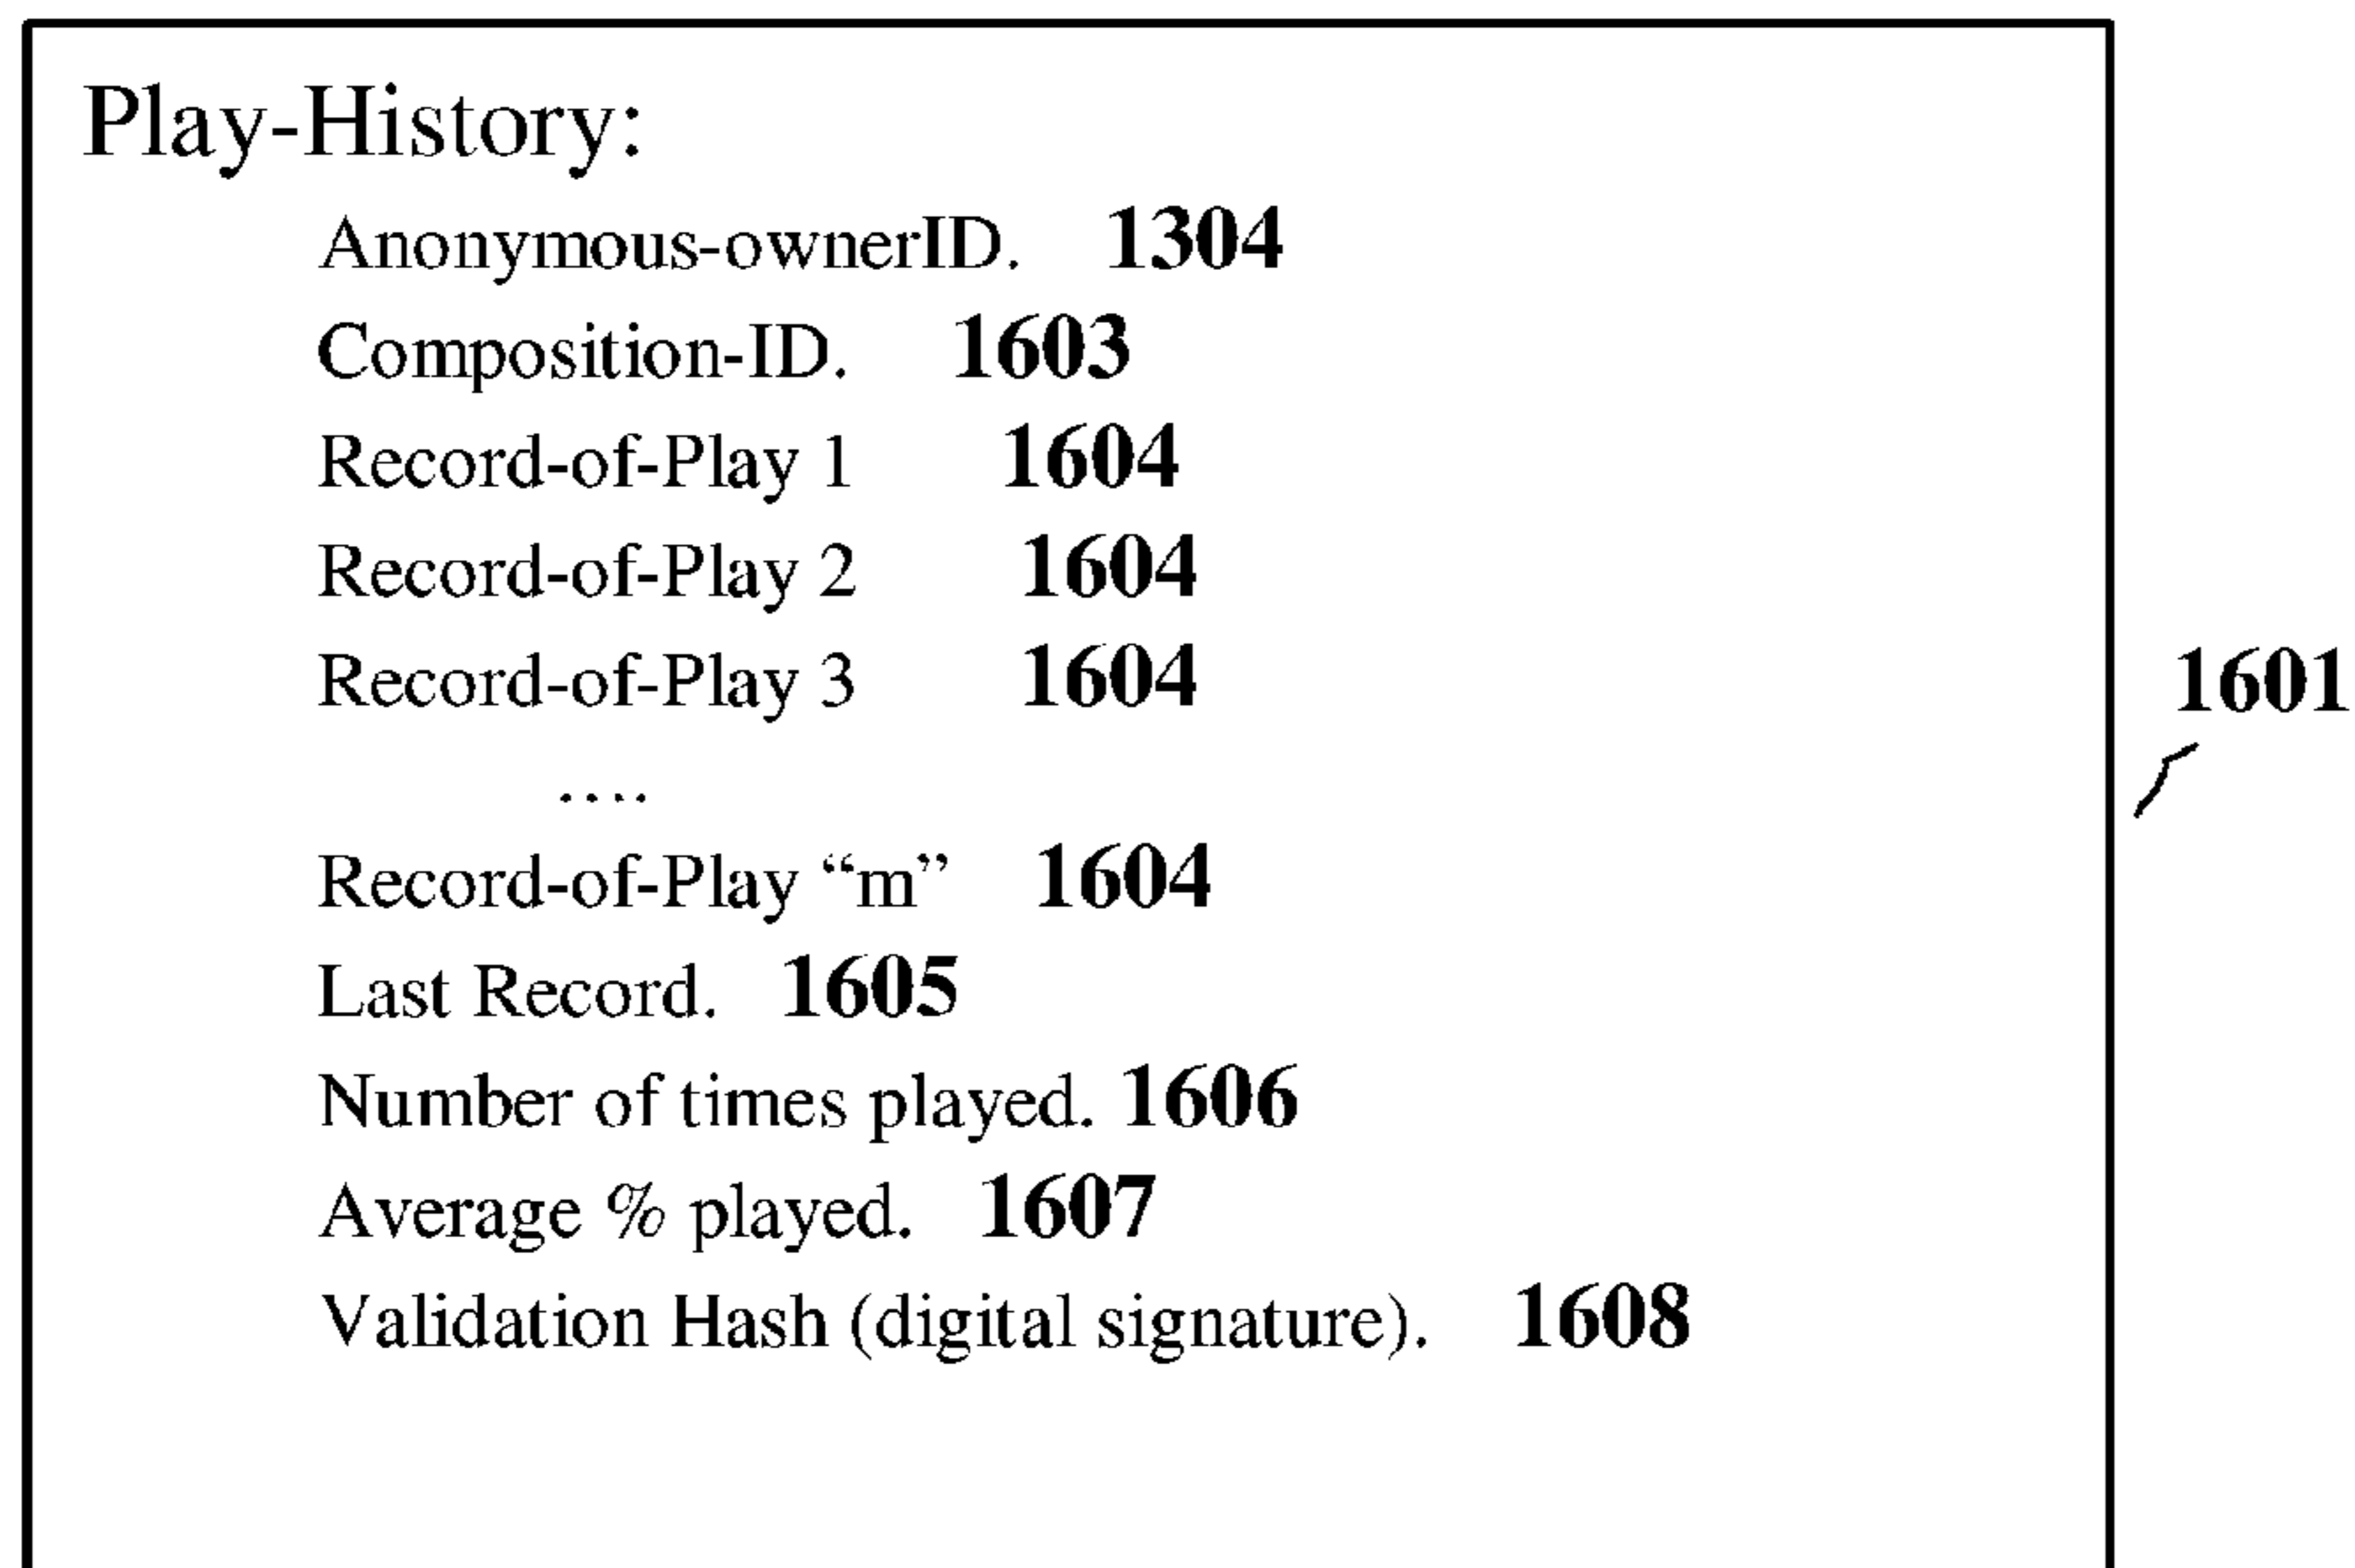 Play-History:
Anonymous-ownerID. 1304
Composition-ID. 1603
Record-of-Play 1 1604
Record-of-Play 2 1604
Record-of-Play 3 1604
1601
....
Record-of-Play “m” 1604
Last Record. 1605
Number of times played. 1606
Average % played. 1607
Validation Hash (digital signature). 1608